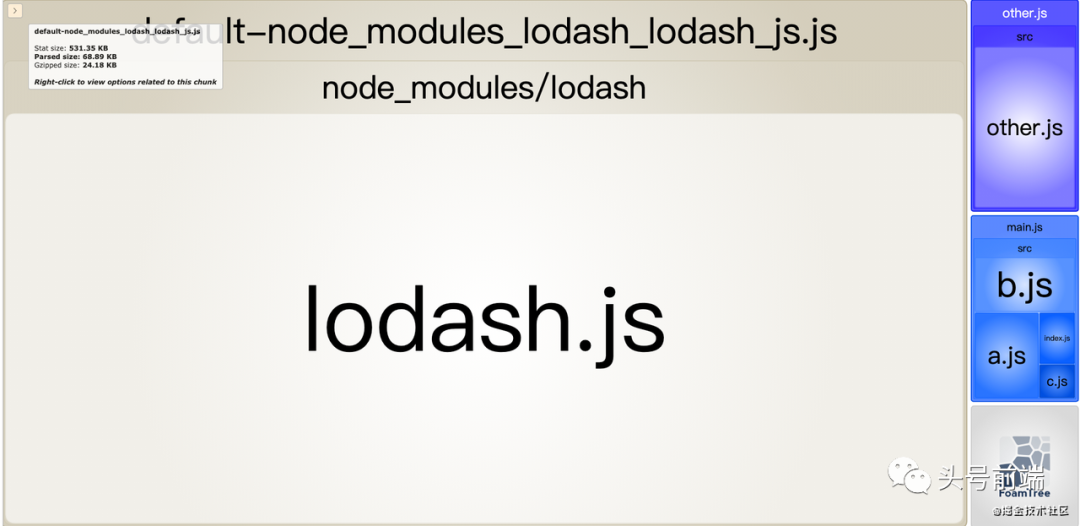 default-node_modules_lodash_lodash_js.js
default-node_modules_lodash_lodash_js.js
Stat size: 531.35 KB
Parsed size: 68.89 KB
Gzipped size: 24.18 KB
Right-click to view options related to this chunk
node_modules/lodash
lodash.js
other.js
src
other.js
main.js
src
b.js
a.js
index.js
c.js
头号前端
FoamTree
@掘金技术社区